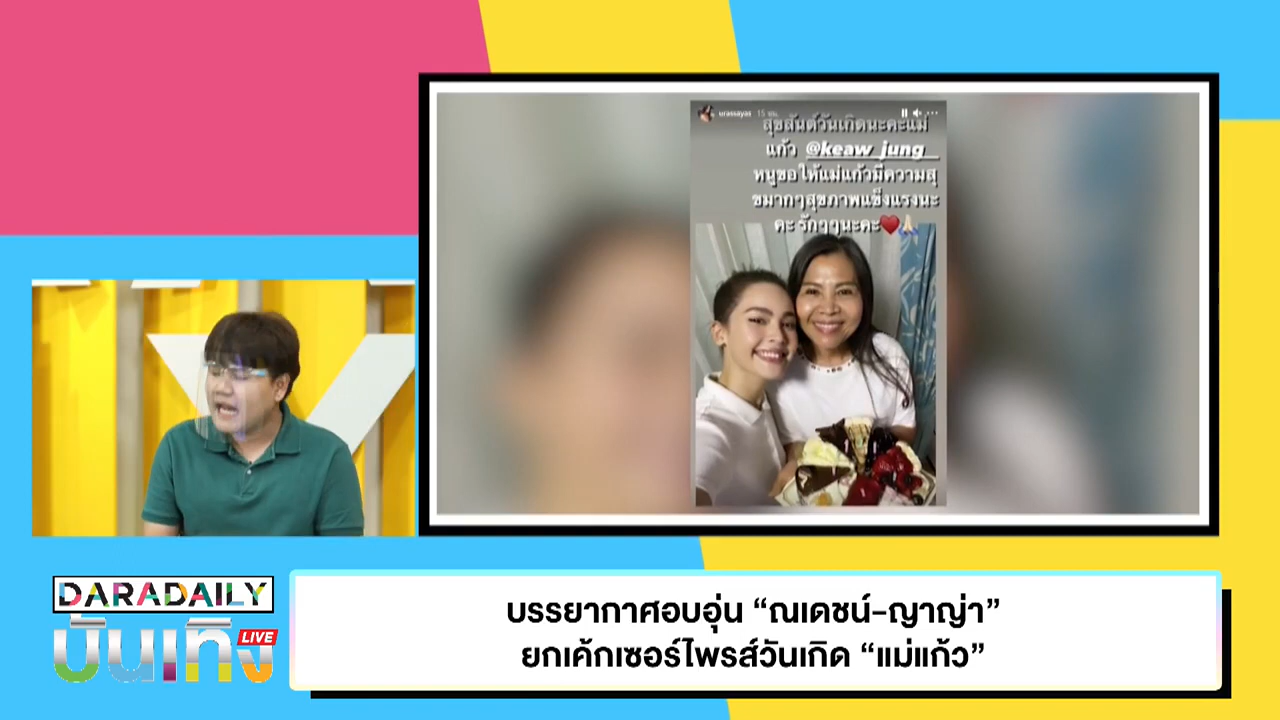 urassayas 15 ชม.
สุขสันต์วันเกิดนะคะแม่
แก้ว @keaw_jung__
หนูขอให้แม่แก้วมีความสุ
ขมากๆสุขภาพแข็งแรงนะ
คะ รักๆๆนะคะ❤️🙏🏻
DARADAILY
บันเทิง LIVE
บรรยากาศอบอุ่น “ณเดชน์-ญาญ่า”
ยกเค้กเซอร์ไพรส์วันเกิด “แม่แก้ว”